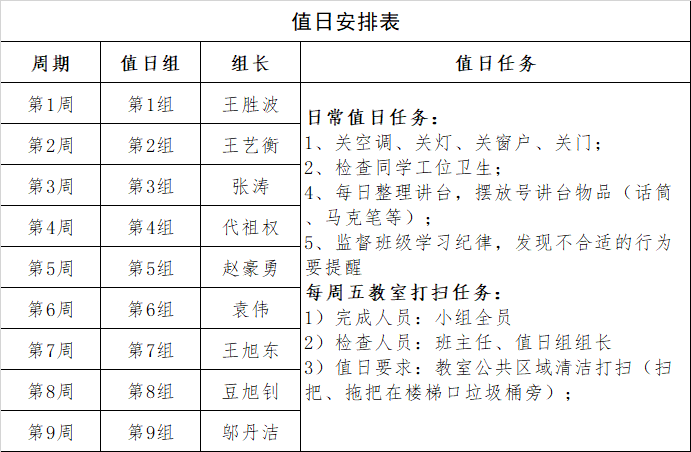 值日安排表
周期 值日组 组长 值日任务
第1周 第1组 王胜波
第2周 第2组 王艺衡
第3周 第3组 张涛
第4周 第4组 代祖权
第5周 第5组 赵豪勇
第6周 第6组 袁伟
第7周 第7组 王旭东
第8周 第8组 豆旭钊
第9周 第9组 邬丹洁
日常值日任务：
1、关空调、关灯、关窗户、关门；
2、检查同学工位卫生；
4、每日整理讲台，摆放号讲台物品（话筒
、马克笔等）；
5、监督班级学习纪律，发现不合适的行为
要提醒
每周五教室打扫任务：
1）完成人员：小组全员
2）检查人员：班主任、值日组组长
3）值日要求：教室公共区域清洁打扫（扫
把、拖把在楼梯口垃圾桶旁）；